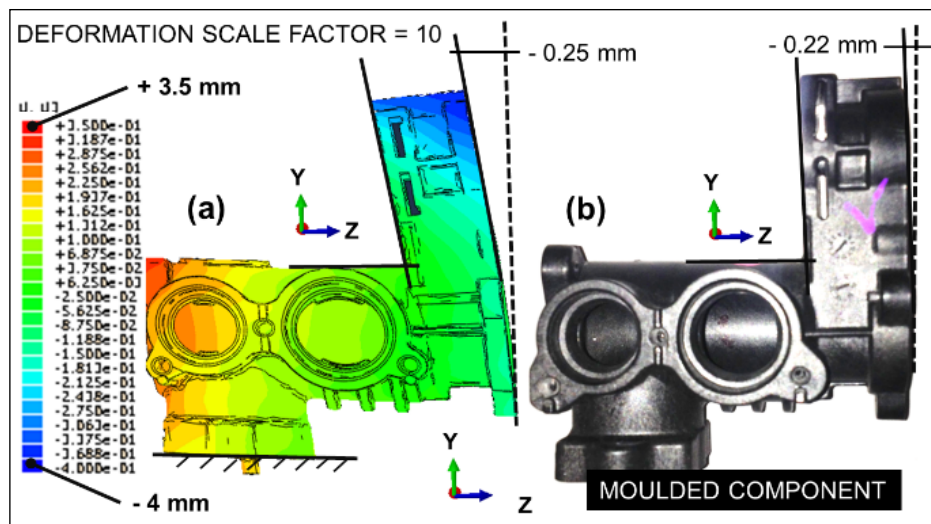 DEFORMATION SCALE FACTOR = 10
- 0.25 mm
- 0.22 mm
+ 3.5 mm
U, U3
+3.500e-01
+3.187e-01
+2.875e-01
+2.562e-01
+2.250e-01
+1.937e-01
+1.625e-01
+1.312e-01
+1.000e-01
+6.875e-02
+3.750e-02
+6.250e-03
-2.500e-02
-5.625e-02
-8.750e-02
-1.188e-01
-1.500e-01
-1.813e-01
-2.125e-01
-2.438e-01
-2.750e-01
-3.063e-01
-3.375e-01
-3.688e-01
-4.000e-01
- 4 mm
(a)
Y
Z
(b)
Y
Z
Y
Z
MOULDED COMPONENT